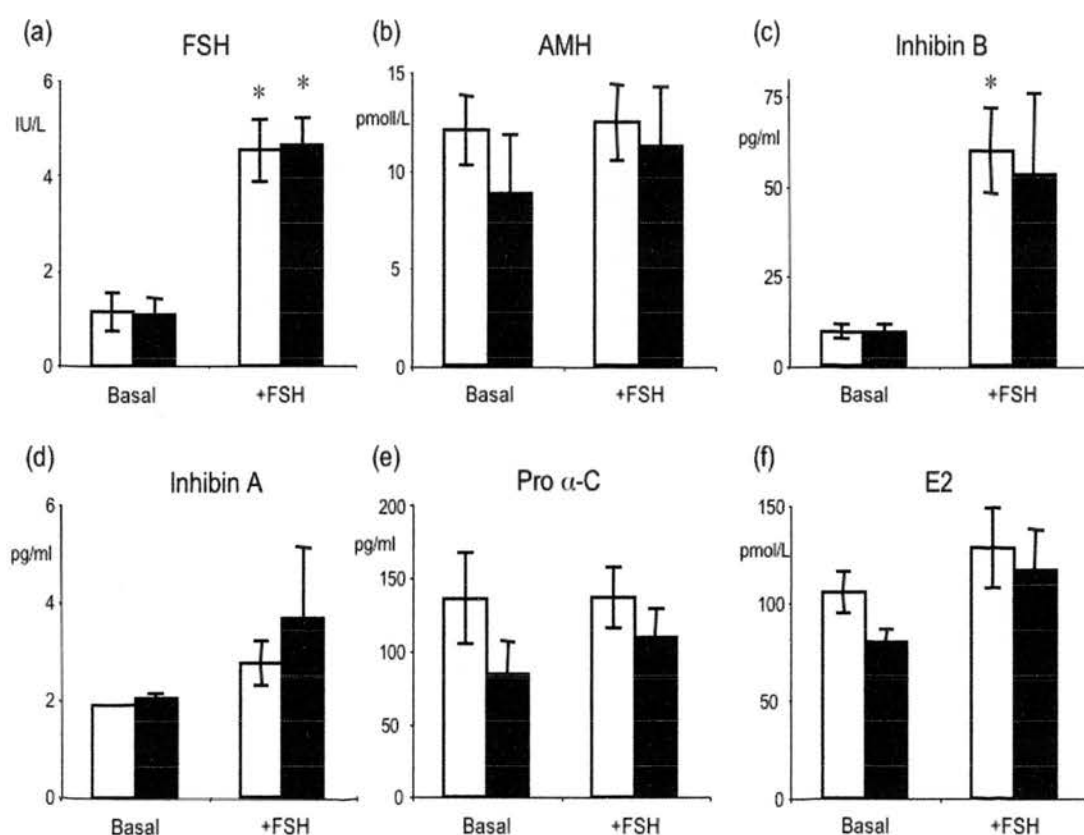 (a) FSH
6
IU/L
4
2
0
* *
Basal +FSH
(b) AMH
15
pmoll/L
10
5
0
Basal +FSH
(c) Inhibin B
75
pg/ml
50
25
0
*
Basal +FSH
(d) Inhibin A
6
pg/ml
4
2
0
Basal +FSH
(e) Pro α-C
200
pg/ml
150
100
50
0
Basal +FSH
(f) E2
150
pmol/L
100
50
0
Basal +FSH